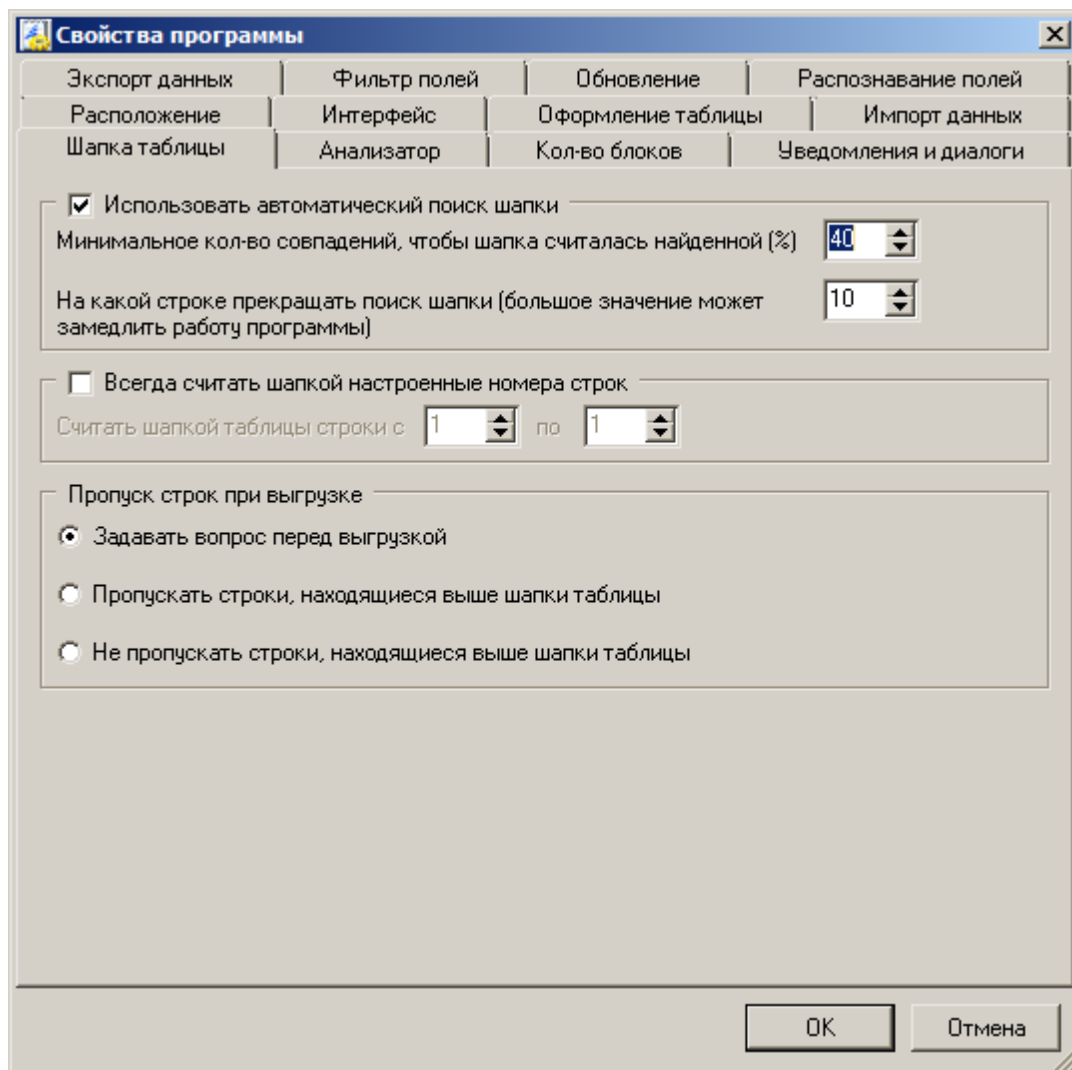 Свойства программы
Экспорт данных Фильтр полей Обновление Распознавание полей
Расположение Интерфейс Оформление таблицы Импорт данных
Шапка таблицы Анализатор Кол-во блоков Уведомления и диалоги
Использовать автоматический поиск шапки
Минимальное кол-во совпадений, чтобы шапка считалась найденной (%) 40
На какой строке прекращать поиск шапки (большое значение может 10
замедлить работу программы)
Всегда считать шапкой настроенные номера строк
Считать шапкой таблицы строки с 1 по 1
Пропуск строк при выгрузке
Задавать вопрос перед выгрузкой
Пропускать строки, находящиеся выше шапки таблицы
Не пропускать строки, находящиеся выше шапки таблицы
OK Отмена